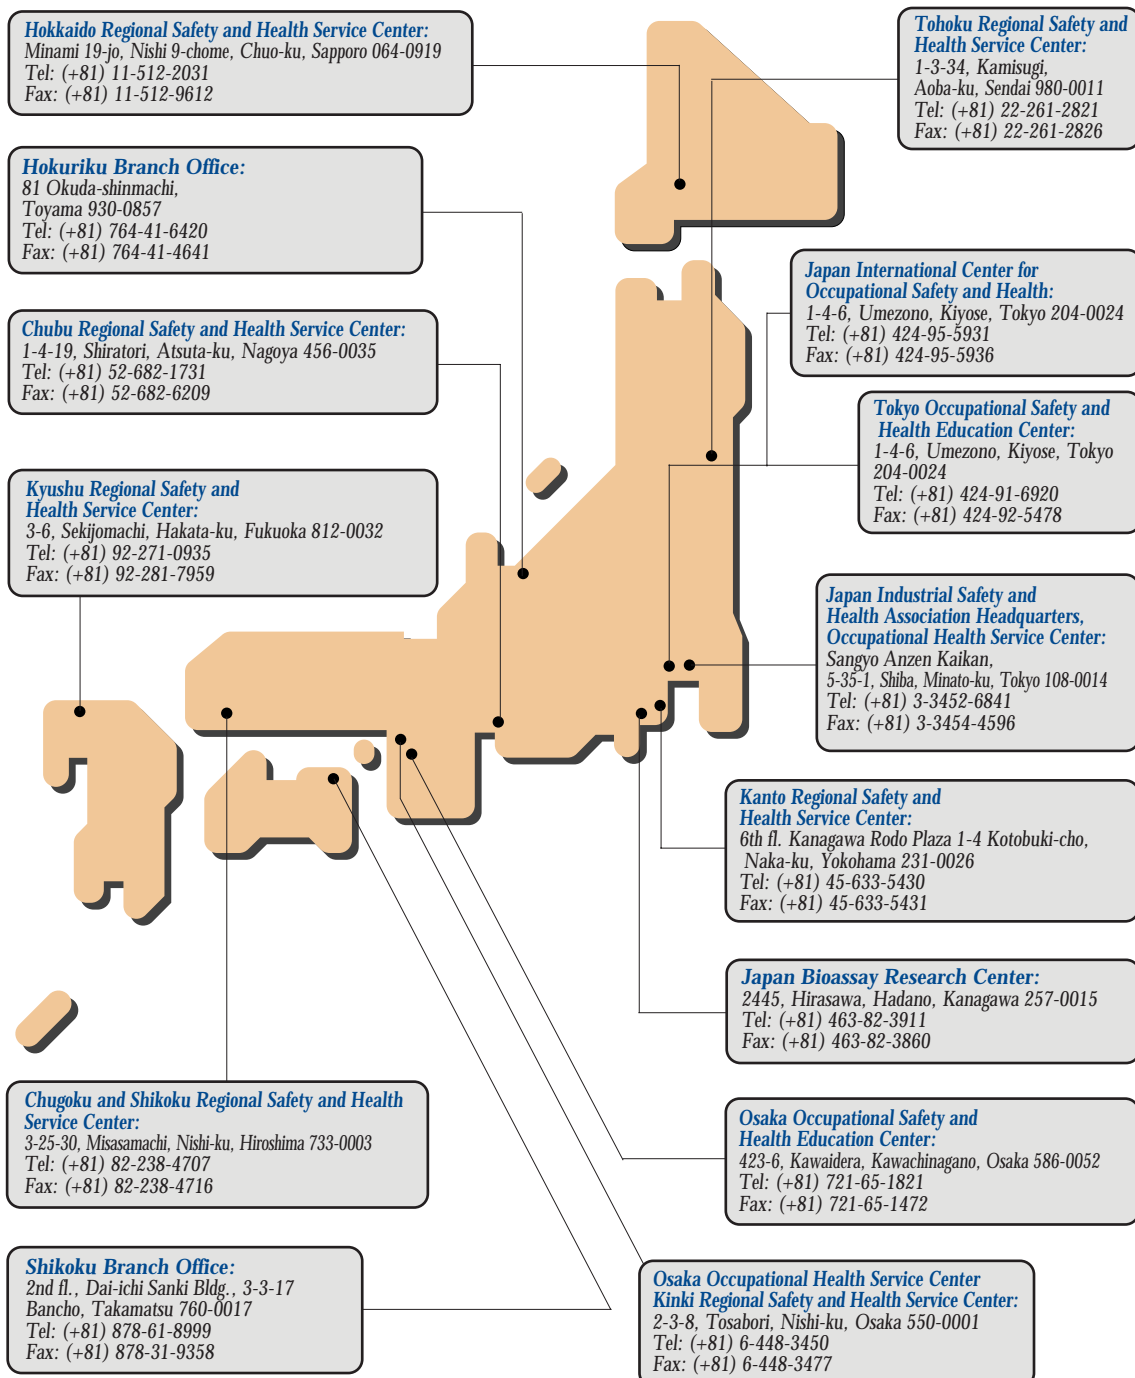 Hokkaido Regional Safety and Health Service Center:
Minami 19-jo, Nishi 9-chome, Chuo-ku, Sapporo 064-0919
Tel: (+81) 11-512-2031
Fax: (+81) 11-512-9612
Tohoku Regional Safety and
Health Service Center:
1-3-34, Kamisugi,
Aoba-ku, Sendai 980-0011
Tel: (+81) 22-261-2821
Fax: (+81) 22-261-2826
Hokuriku Branch Office:
81 Okuda-shinmachi,
Toyama 930-0857
Tel: (+81) 764-41-6420
Fax: (+81) 764-41-4641
Japan International Center for
Occupational Safety and Health:
1-4-6, Umezono, Kiyose, Tokyo 204-0024
Tel: (+81) 424-95-5931
Fax: (+81) 424-95-5936
Chubu Regional Safety and Health Service Center:
1-4-19, Shiratori, Atsuta-ku, Nagoya 456-0035
Tel: (+81) 52-682-1731
Fax: (+81) 52-682-6209
Tokyo Occupational Safety and
Health Education Center:
1-4-6, Umezono, Kiyose, Tokyo
204-0024
Tel: (+81) 424-91-6920
Fax: (+81) 424-92-5478
Kyushu Regional Safety and
Health Service Center:
3-6, Sekijomachi, Hakata-ku, Fukuoka 812-0032
Tel: (+81) 92-271-0935
Fax: (+81) 92-281-7959
Japan Industrial Safety and
Health Association Headquarters,
Occupational Health Service Center:
Sangyo Anzen Kaikan,
5-35-1, Shiba, Minato-ku, Tokyo 108-0014
Tel: (+81) 3-3452-6841
Fax: (+81) 3-3454-4596
Kanto Regional Safety and
Health Service Center:
6th fl. Kanagawa Rodo Plaza 1-4 Kotobuki-cho,
Naka-ku, Yokohama 231-0026
Tel: (+81) 45-633-5430
Fax: (+81) 45-633-5431
Japan Bioassay Research Center:
2445, Hirasawa, Hadano, Kanagawa 257-0015
Tel: (+81) 463-82-3911
Fax: (+81) 463-82-3860
Chugoku and Shikoku Regional Safety and Health
Service Center:
3-25-30, Misasamachi, Nishi-ku, Hiroshima 733-0003
Tel: (+81) 82-238-4707
Fax: (+81) 82-238-4716
Osaka Occupational Safety and
Health Education Center:
423-6, Kawaidera, Kawachinagano, Osaka 586-0052
Tel: (+81) 721-65-1821
Fax: (+81) 721-65-1472
Shikoku Branch Office:
2nd fl., Dai-ichi Sanki Bldg., 3-3-17
Bancho, Takamatsu 760-0017
Tel: (+81) 878-61-8999
Fax: (+81) 878-31-9358
Osaka Occupational Health Service Center
Kinki Regional Safety and Health Service Center:
2-3-8, Tosabori, Nishi-ku, Osaka 550-0001
Tel: (+81) 6-448-3450
Fax: (+81) 6-448-3477